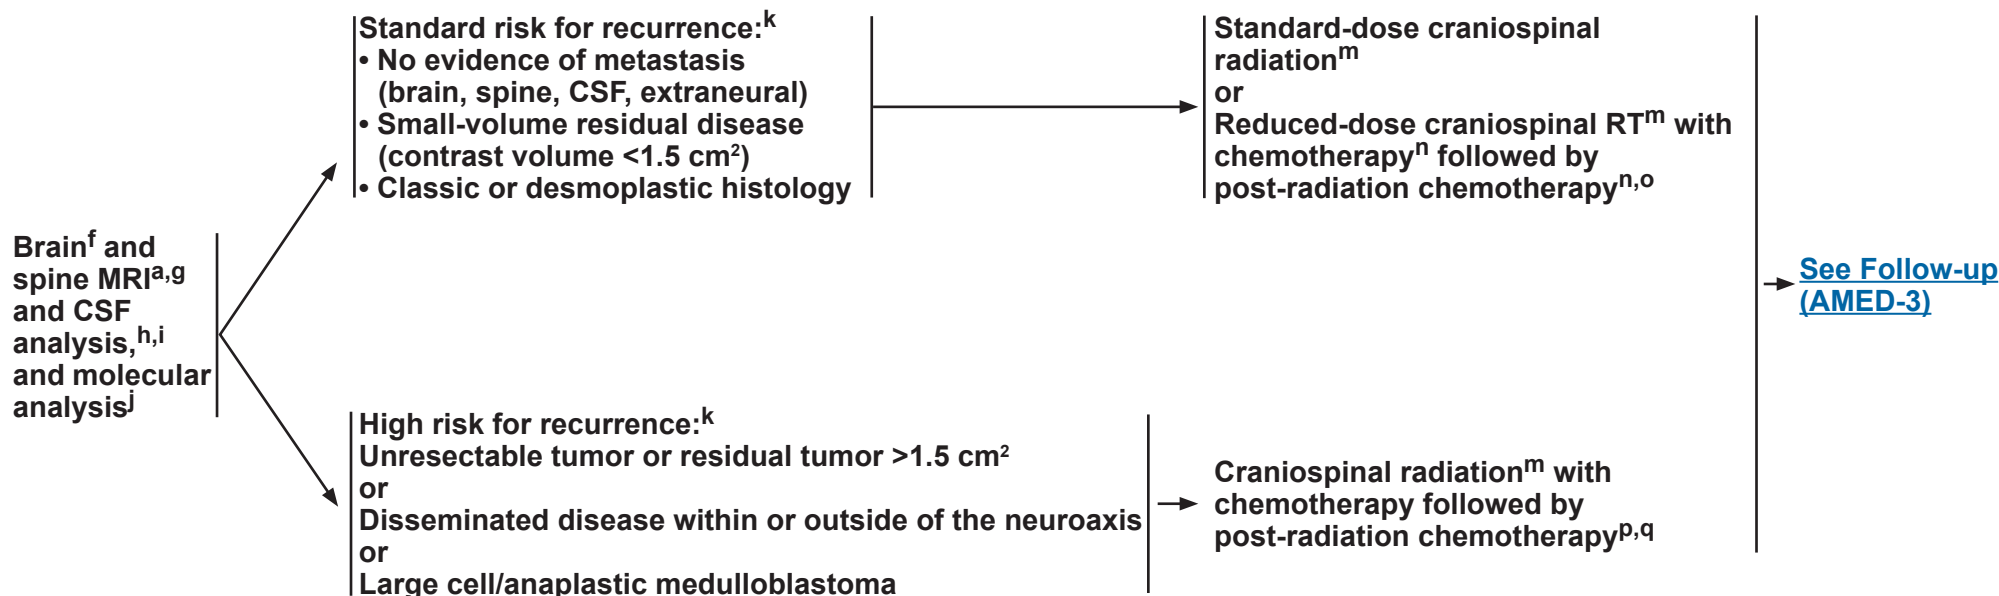 Brainᶠ and
spine MRIᵃ,ᵍ
and CSF
analysis,ʰ,ⁱ
and molecular
analysisʲ
Standard risk for recurrence:ᵏ
• No evidence of metastasis
(brain, spine, CSF, extraneural)
• Small-volume residual disease
(contrast volume <1.5 cm²)
• Classic or desmoplastic histology
Standard-dose craniospinal
radiationᵐ
or
Reduced-dose craniospinal RTᵐ with
chemotherapyⁿ followed by
post-radiation chemotherapyⁿ,ᵒ
High risk for recurrence:ᵏ
Unresectable tumor or residual tumor >1.5 cm²
or
Disseminated disease within or outside of the neuroaxis
or
Large cell/anaplastic medulloblastoma
Craniospinal radiationᵐ with
chemotherapy followed by
post-radiation chemotherapyᵖ,q
See Follow-up
(AMED-3)